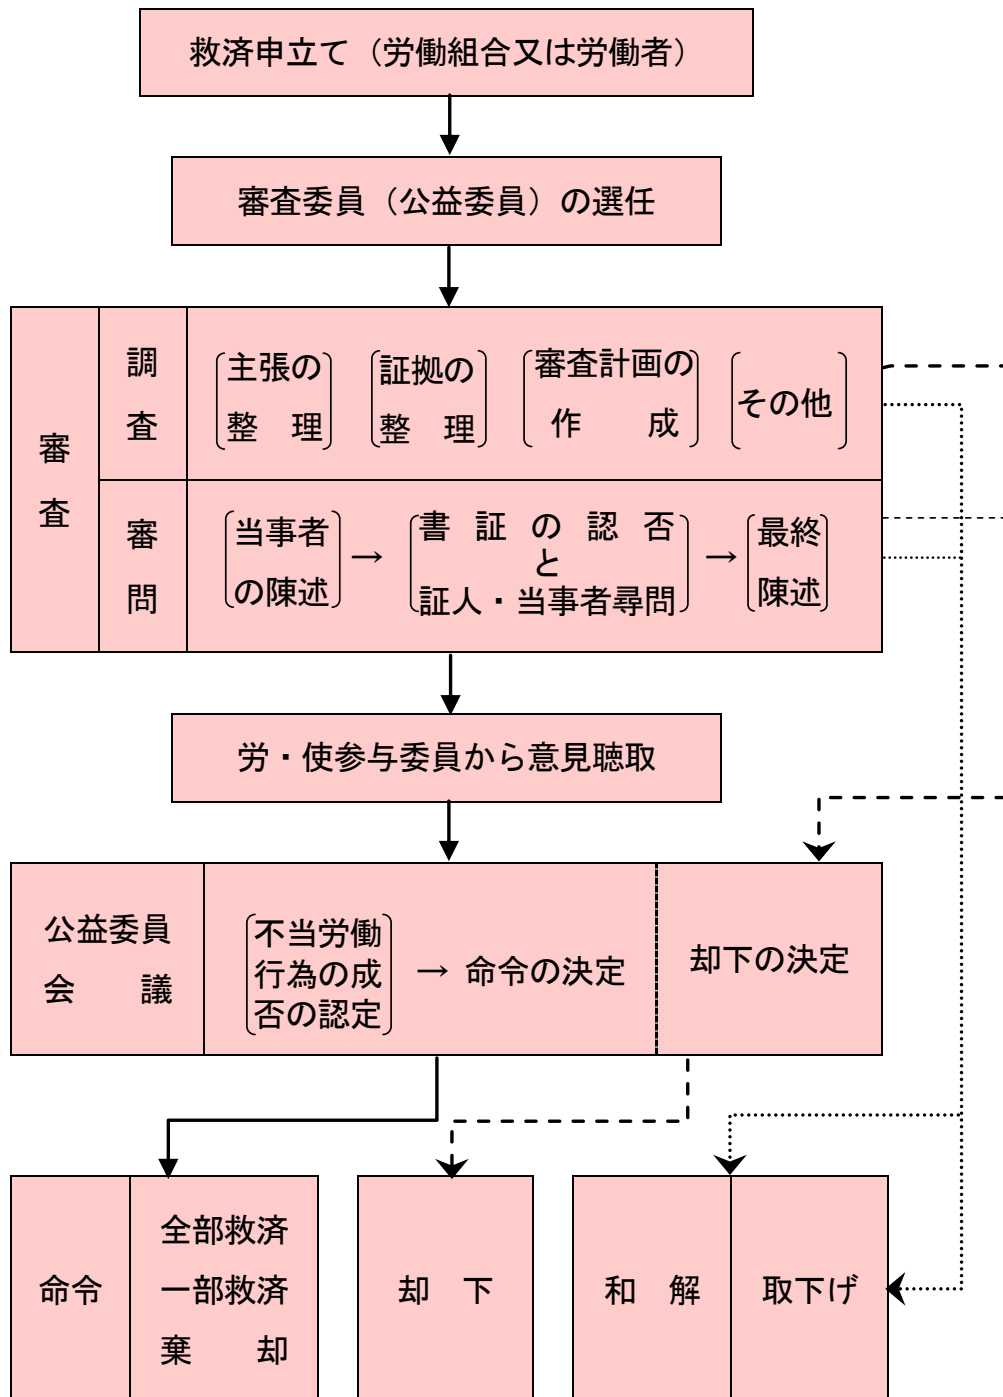 救済申立て（労働組合又は労働者）
審査委員（公益委員）の選任
審査
調査
主張の
整　理
証拠の
整　理
審査計画の
作　　成
その他
審問
当事者
の陳述
→
書 証 の 認 否
と
証人・当事者尋問
→
最終
陳述
労・使参与委員から意見聴取
公益委員
会　　議
不当労働
行為の成
否の認定
→ 命令の決定
却下の決定
命令
全部救済
一部救済
棄　　却
却　下
和　解
取下げ